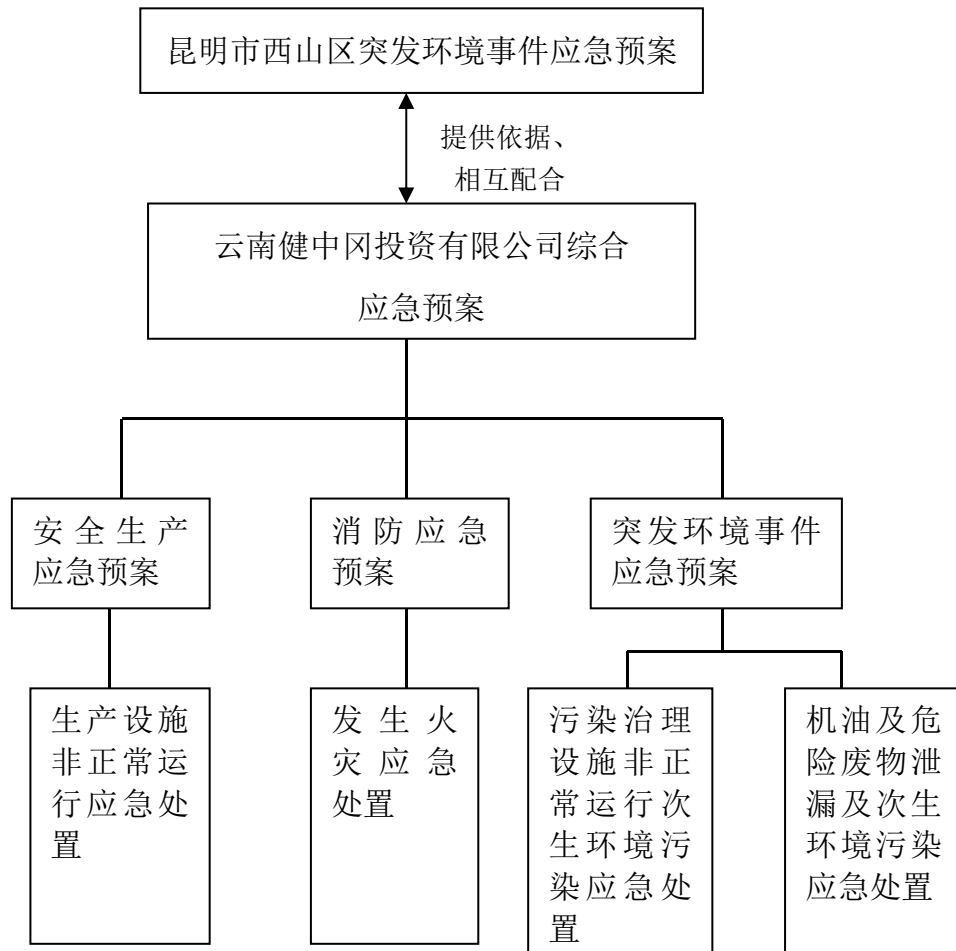 昆明市西山区突发环境事件应急预案
提供依据、
相互配合
云南健中冈投资有限公司综合
应急预案
安全生产
应急预案
消防应急
预案
突发环境事件
应急预案
生产设施
非正常运
行应急处
置
发生火
灾应急
处置
污染治理
设施非正
常运行次
生环境污
染应急处
置
机油及危
险废物泄
漏及次生
环境污染
应急处置